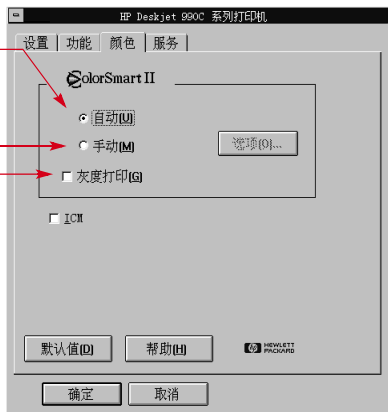 HP Deskjet 990C 系列打印机
设置 功能 颜色 服务
ColorSmart II
自动(U)
手动(M)
选项(O)...
灰度打印(G)
ICM
默认值(D) 帮助(H) HEWLETT PACKARD
确定 取消